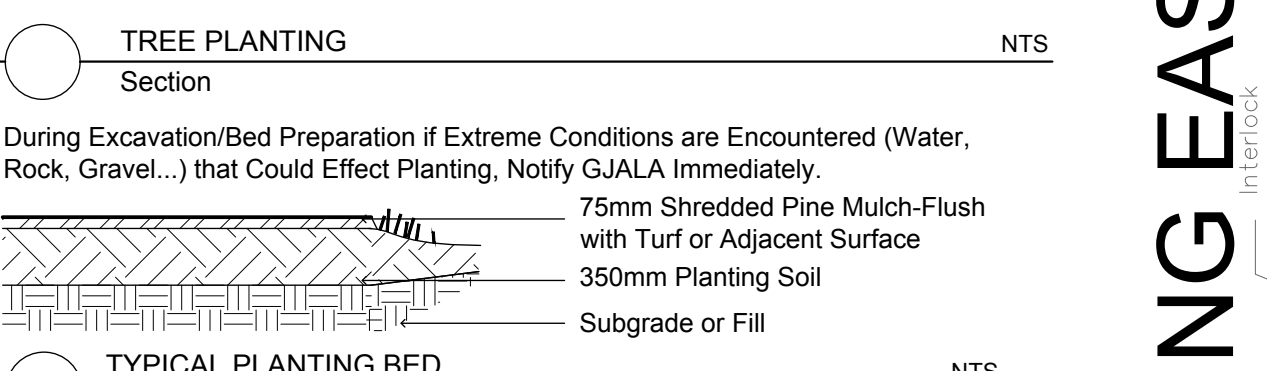 TREE PLANTING
NTS
Section
During Excavation/Bed Preparation if Extreme Conditions are Encountered (Water,
Rock, Gravel...) that Could Effect Planting, Notify GJALA Immediately.
75mm Shredded Pine Mulch-Flush
with Turf or Adjacent Surface
350mm Planting Soil
Subgrade or Fill
TYPICAL PLANTING BED
NTS
NG EAS
Interlock